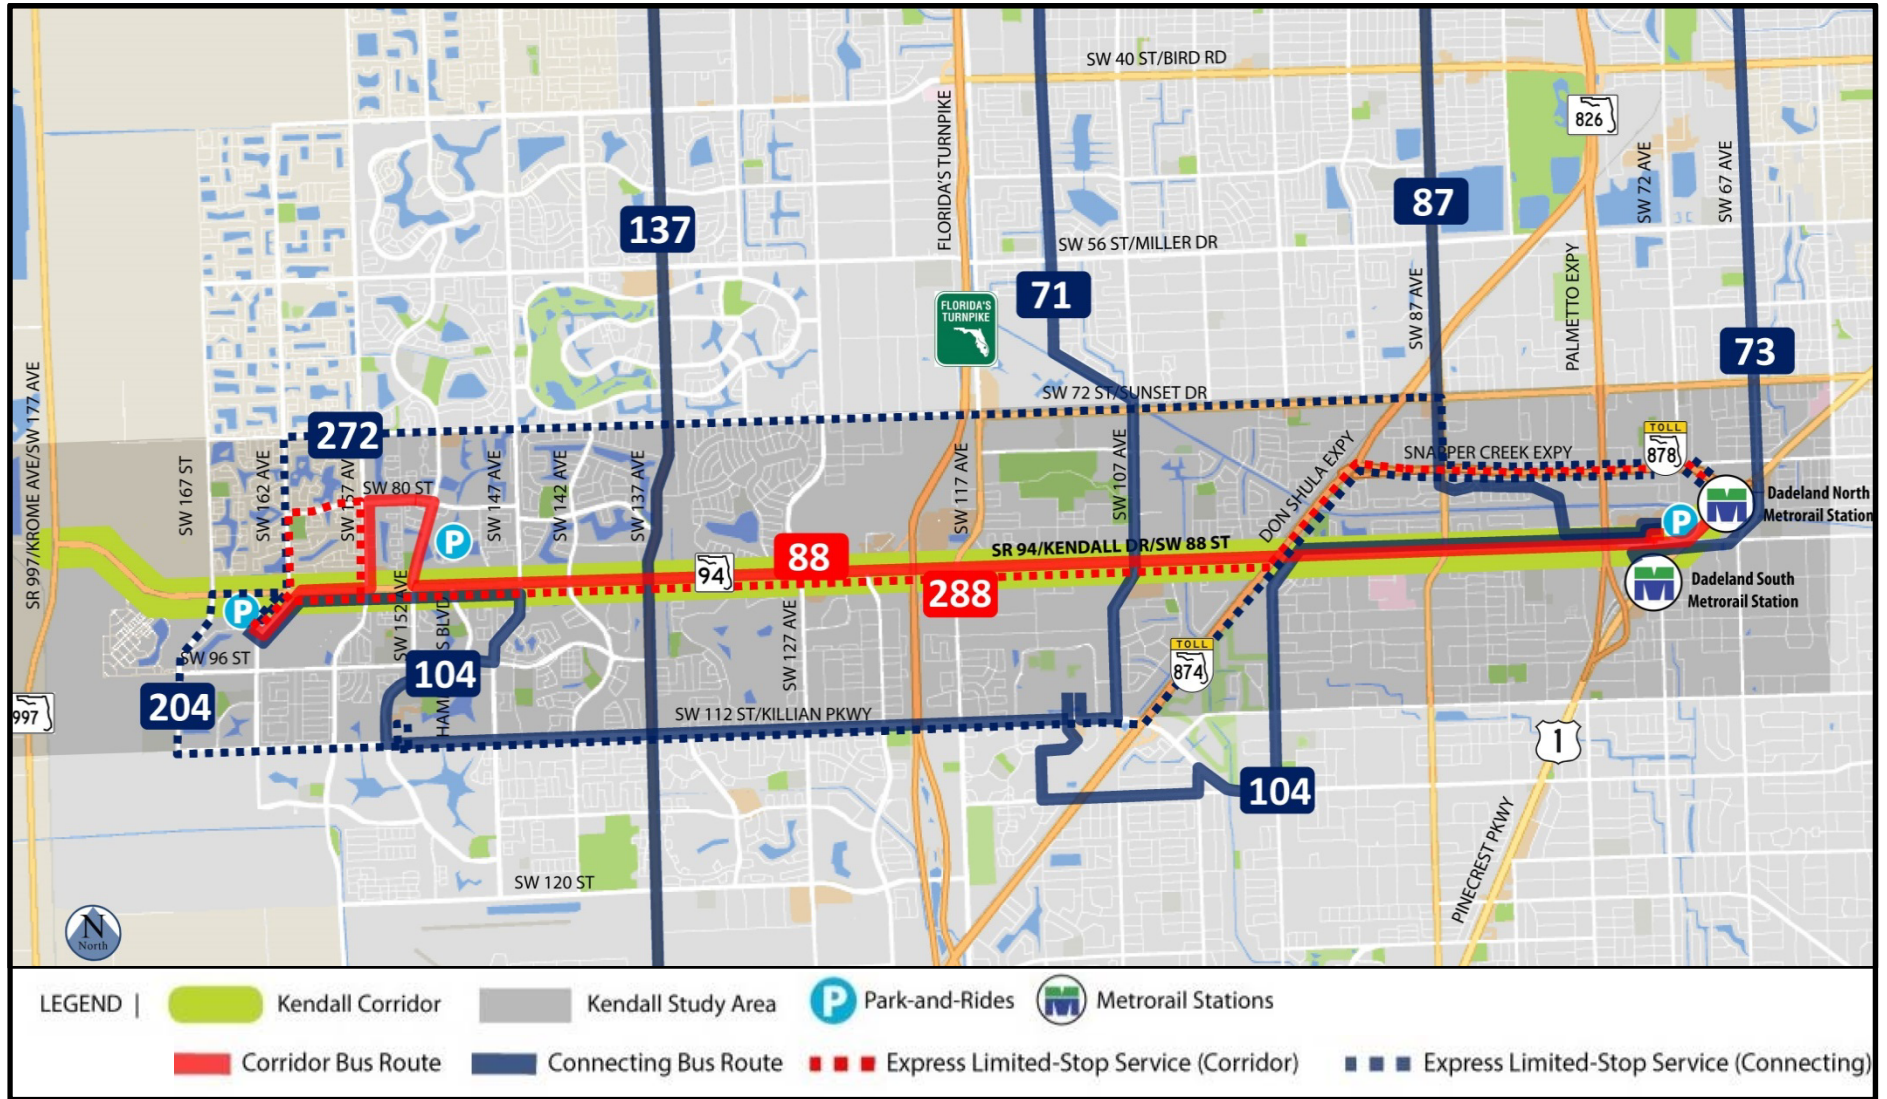 SW 40 ST/BIRD RD
FLORIDA'S TURNPIKE
826
SW 72 AVE
SW 67 AVE
137
87
SW 56 ST/MILLER DR
71
FLORIDA'S
TURNPIKE
SW 87 AVE
PALMETTO EXPY
73
SR 997/KROME AVE/SW 177 AVE
SW 72 ST/SUNSET DR
272
SW 167 ST
SW 162 AVE
SW 157 AV
SW 80 ST
P
SW 147 AVE
SW 142 AVE
SW 137 AVE
SW 117 AVE
SW 107 AVE
DON SHULA EXPY
SNAPPER CREEK EXPY
TOLL
878
Dadeland North
Metrorail Station
P
M
SR 94/KENDALL DR/SW 88 ST
88
94
288
Dadeland South
Metrorail Station
M
P
SW 152 AVE
S BLVD
HAM
SW 127 AVE
SW 96 ST
104
204
TOLL
874
997
SW 112 ST/KILLIAN PKWY
1
104
PINECREST PKWY
SW 120 ST
N
North
LEGEND |
Kendall Corridor
Kendall Study Area
P Park-and-Rides
M Metrorail Stations
Corridor Bus Route
Connecting Bus Route
Express Limited-Stop Service (Corridor)
Express Limited-Stop Service (Connecting)